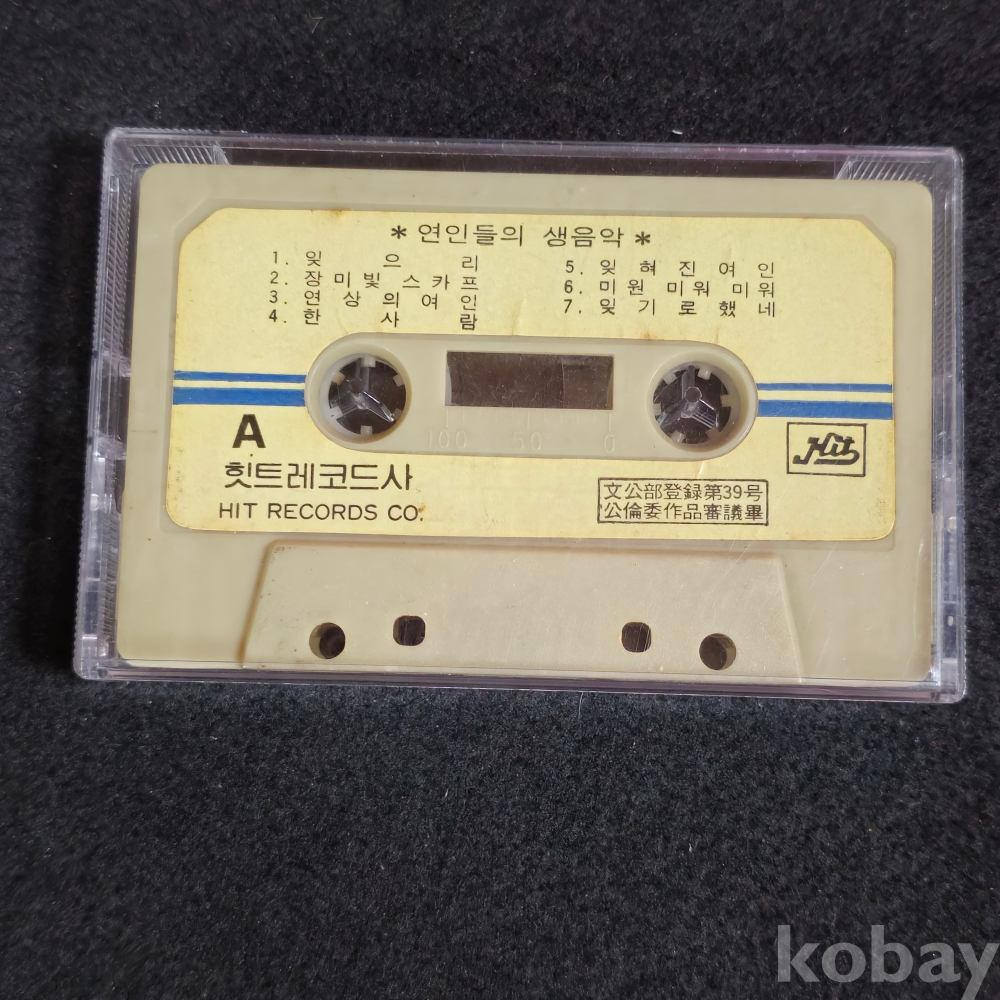 * 연인들의 생음악 *
1. 잊으리
2. 장미빛 스카프
3. 연상의 여인
4. 한사람
5. 잊혀진 여인
6. 미원 미워 미워
7. 잊기로 했네
100 50 0
A
Hit
힛트레코드사
HIT RECORDS CO.
文公部登録第39号
公倫委作品審議畢
kobay